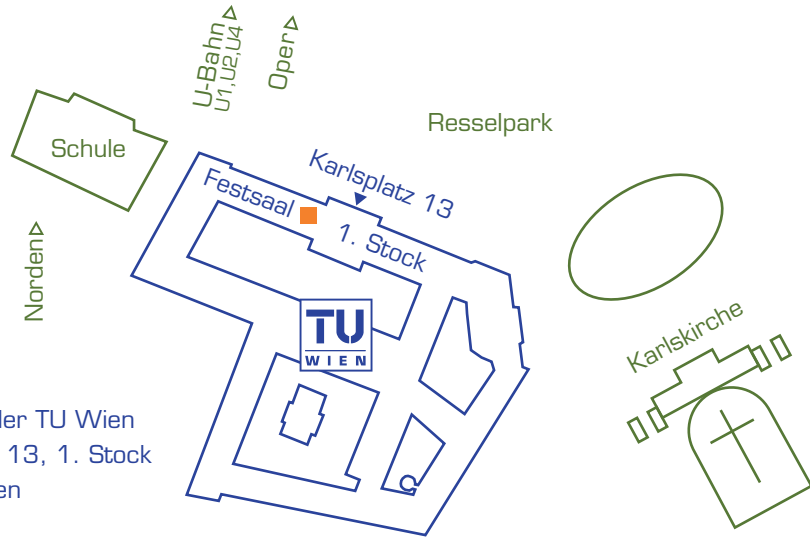 U-Bahn
U1,U2,U4
Oper
Resselpark
Schule
Karlsplatz 13
Festsaal
1. Stock
Norden
TU
WIEN
Karlskirche
der TU Wien
13, 1. Stock
en